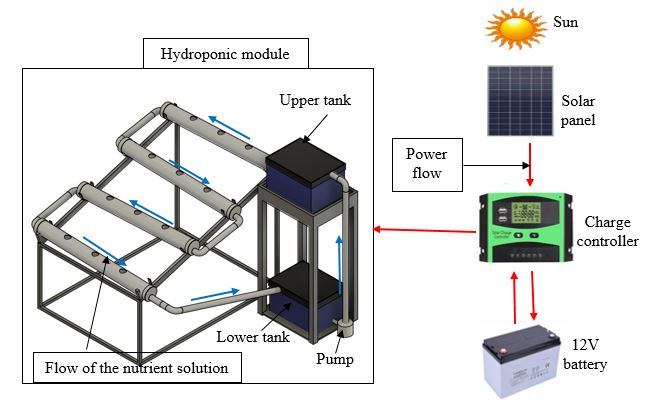 Hydroponic module
Upper tank
Lower tank
Pump
Flow of the nutrient solution
Sun
Solar
panel
Power
flow
Charge
controller
12V
battery